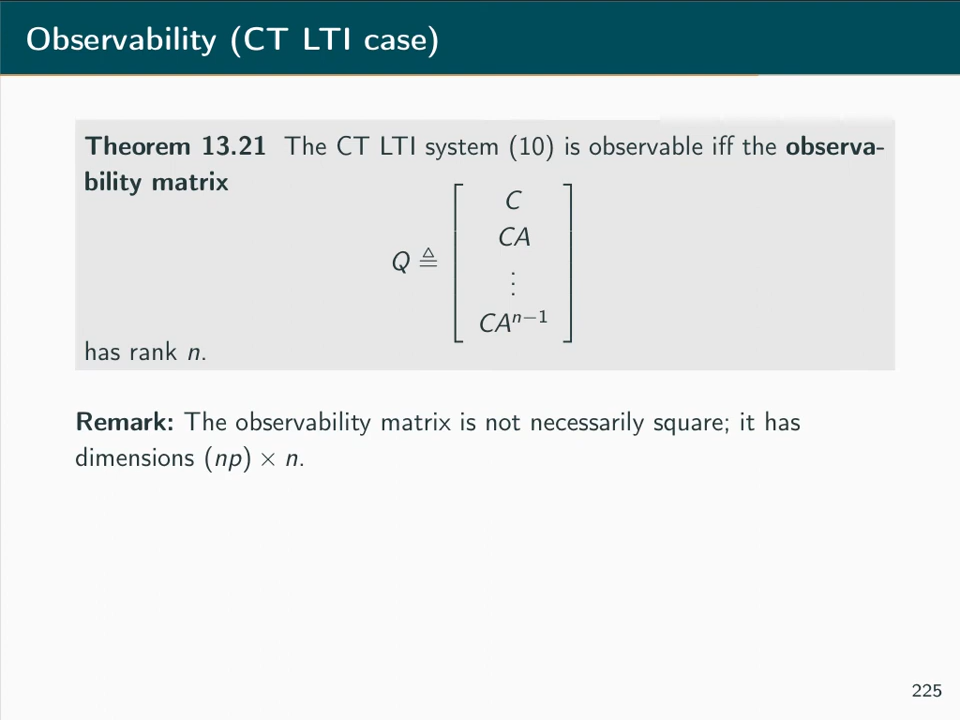 Observability (CT LTI case)
Theorem 13.21 The CT LTI system (10) is observable iff the observa-
bility matrix
Q ≜ [ C
CA
⋮
CAⁿ⁻¹ ]
has rank n.
Remark: The observability matrix is not necessarily square; it has
dimensions (np) × n.
225